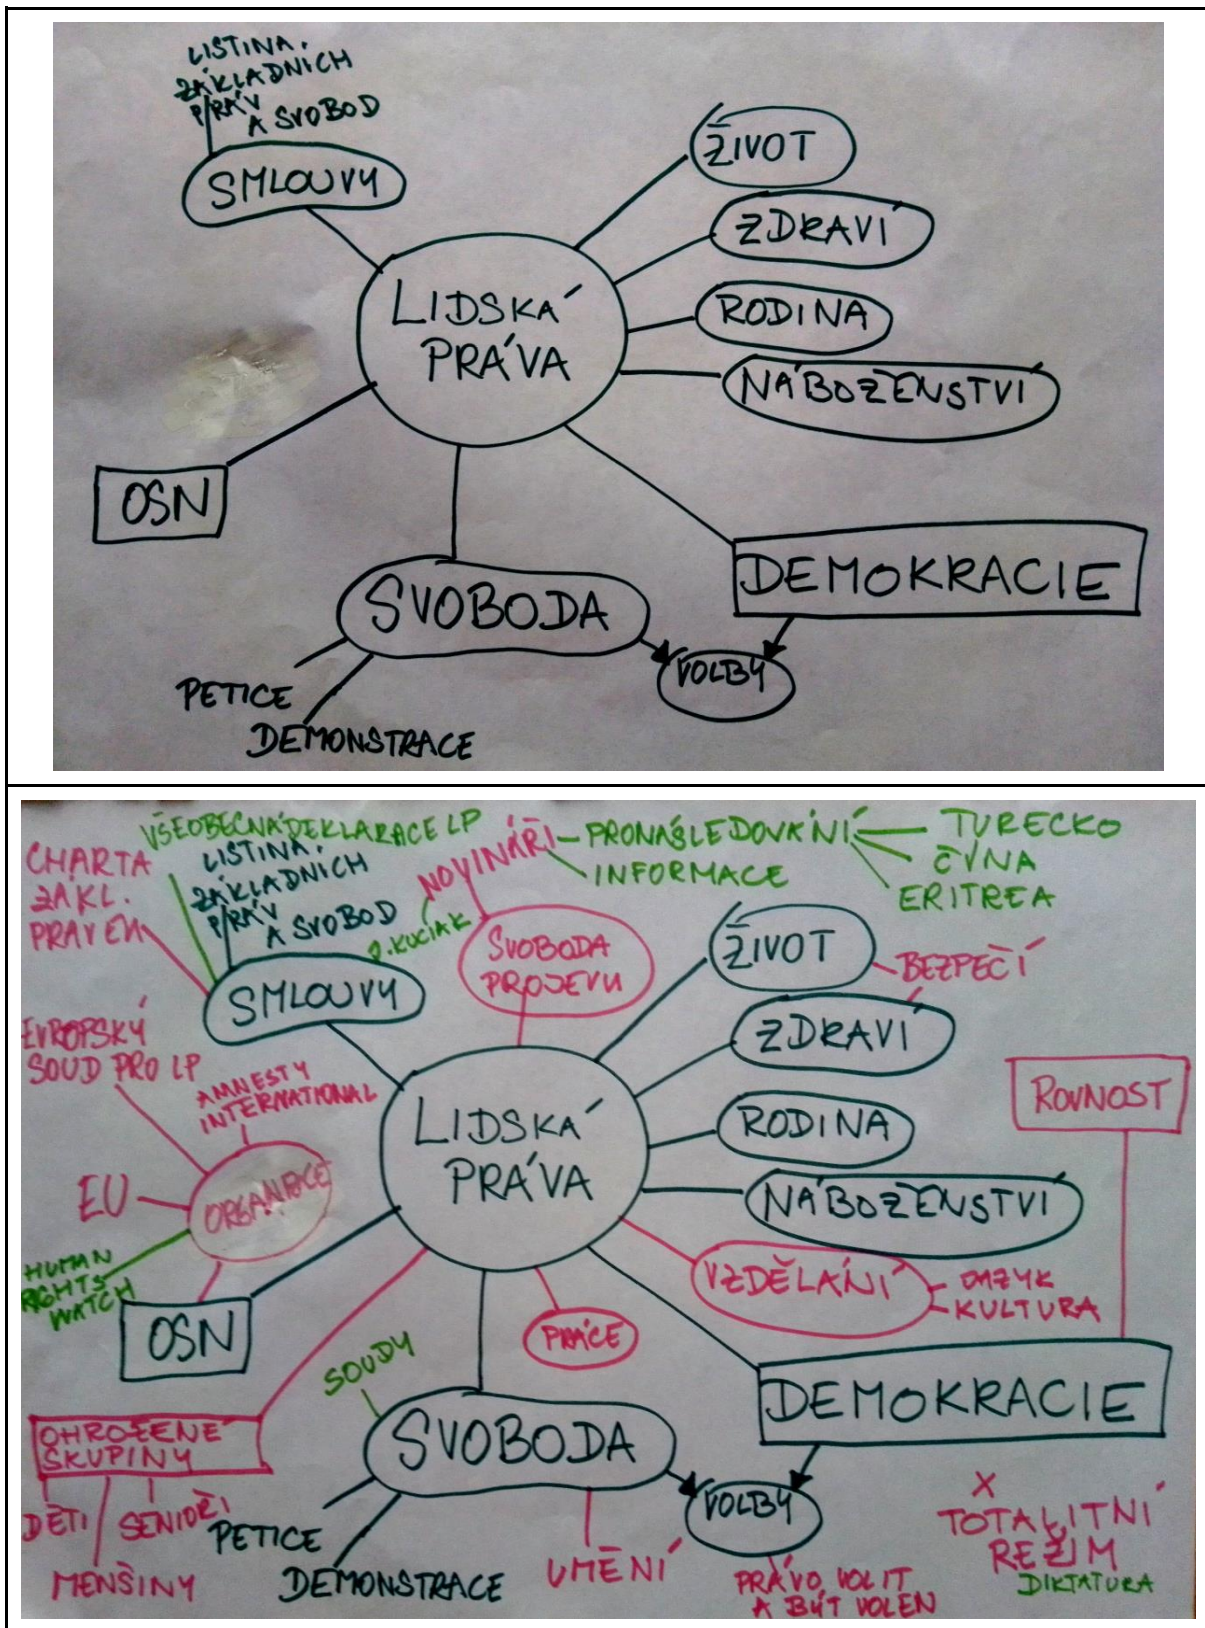 LISTINA
ZÁKLADNÍCH
PRÁV
A SVOBOD
SMLOUVY
ŽIVOT
ZDRAVÍ
LIDSKÁ
PRÁVA
RODINA
NÁBOŽENSTVÍ
OSN
SVOBODA
DEMOKRACIE
PETICE
DEMONSTRACE
VOLBY
VŠEOBECNÁ DEKLARACE LP
CHARTA
ZÁKL.
PRÁV EU
LISTINA
ZÁKLADNÍCH
PRÁV
A SVOBOD
J. KUCIAK
NOVINÁŘI
PRONÁSLEDOVÁNÍ
INFORMACE
TURECKO
ČÍNA
ERITREA
SMLOUVY
SVOBODA
PROJEVU
ŽIVOT
BEZPEČÍ
ZDRAVÍ
EVROPSKÝ
SOUD PRO LP
AMNESTY
INTERNATIONAL
LIDSKÁ
PRÁVA
RODINA
ROVNOST
EU
ORGANIZACE
NÁBOŽENSTVÍ
HUMAN
RIGHTS
WATCH
OSN
VZDĚLÁNÍ
JAZYK
KULTURA
PRÁCE
SOUDY
OHROŽENÉ
SKUPINY
SVOBODA
DEMOKRACIE
DĚTI
SENIOŘI
MENŠINY
PETICE
DEMONSTRACE
UMĚNÍ
VOLBY
PRÁVO VOLIT
A BÝT VOLEN
X
TOTALITNÍ
REŽIM
DIKTATURA